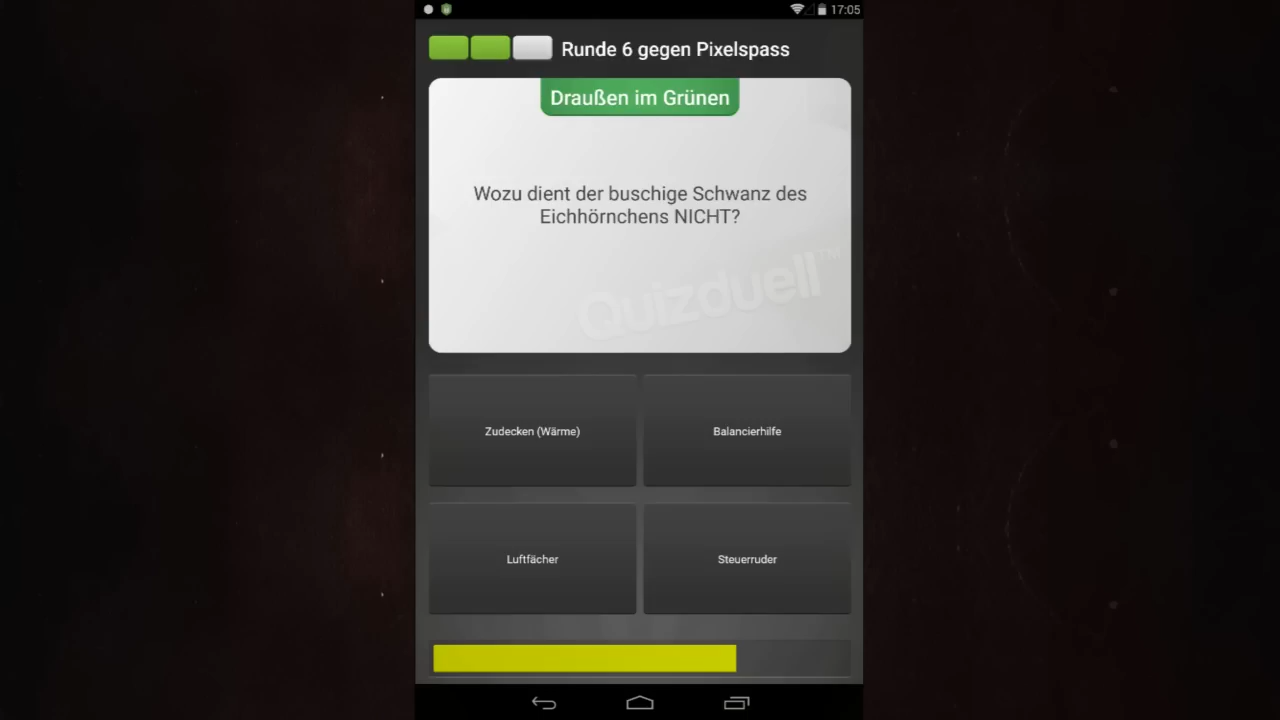 17:05
Runde 6 gegen Pixelspass
Draußen im Grünen
Wozu dient der buschige Schwanz des
Eichhörnchens NICHT?
Quizduell™
Zudecken (Wärme)
Balancierhilfe
Luftfächer
Steuerruder